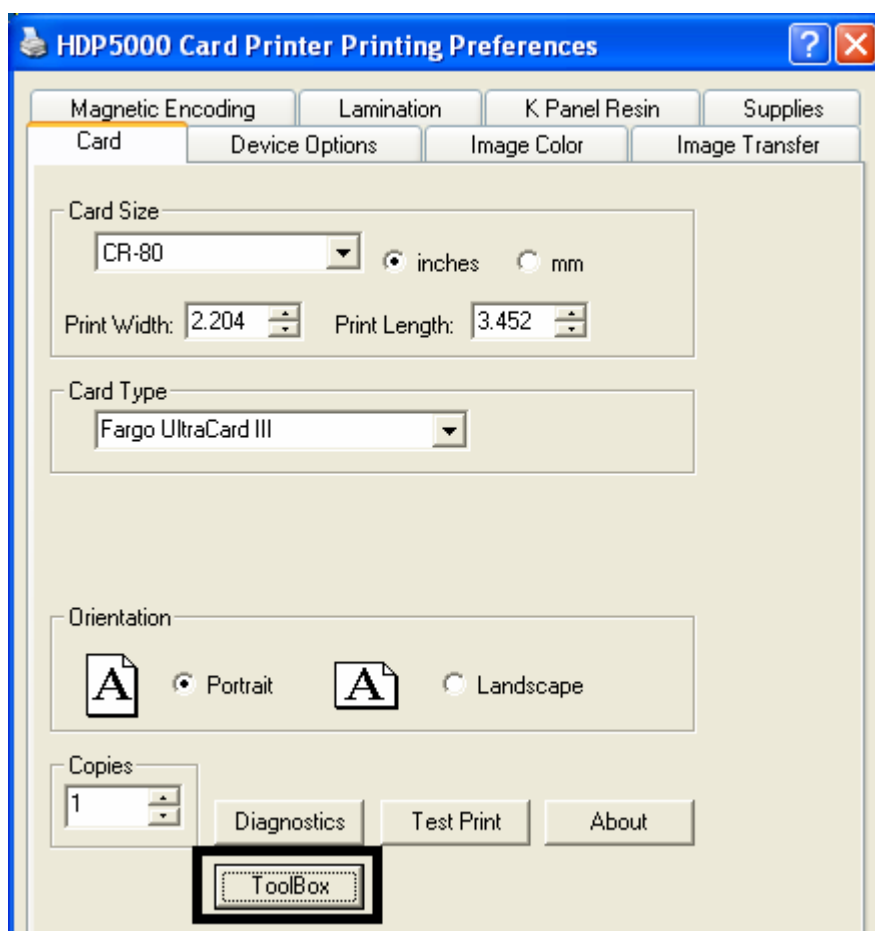 HDP5000 Card Printer Printing Preferences
Magnetic Encoding Lamination K Panel Resin Supplies
Card Device Options Image Color Image Transfer
Card Size
CR-80 inches mm
Print Width: 2.204 Print Length: 3.452
Card Type
Fargo UltraCard III
Orientation
A Portrait A Landscape
Copies
1
Diagnostics Test Print About
ToolBox